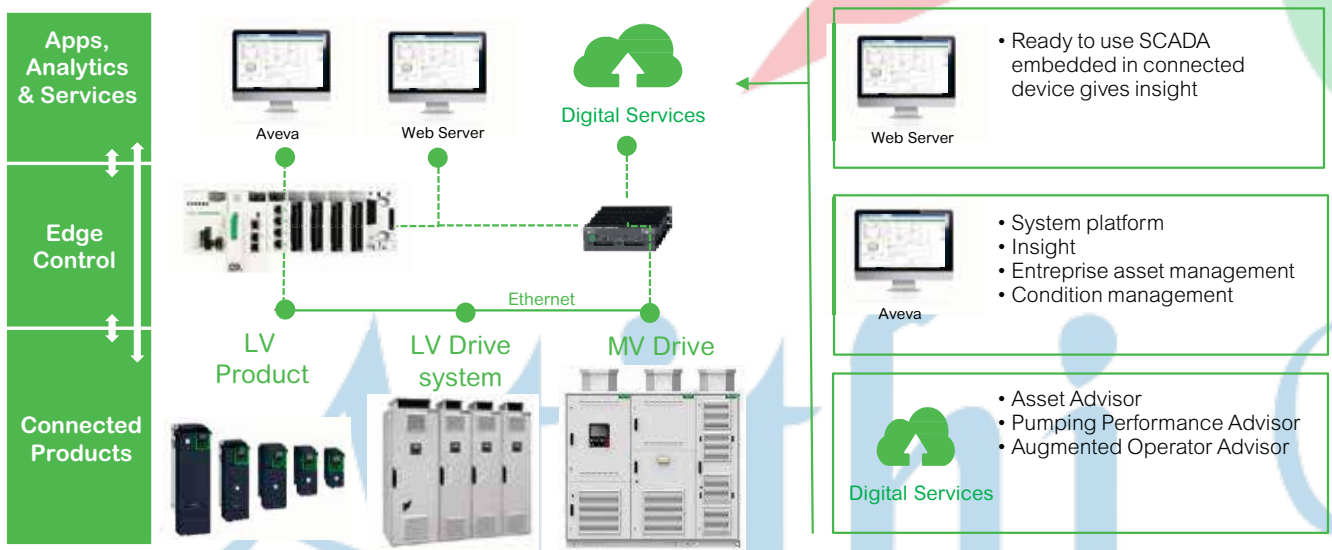 Apps,
Analytics
& Services
Edge
Control
Connected
Products
Aveva
Web Server
Digital Services
Ethernet
LV
Product
LV Drive
system
MV Drive
• Ready to use SCADA
embedded in connected
device gives insight
Web Server
• System platform
• Insight
• Entreprise asset management
• Condition management
Aveva
• Asset Advisor
• Pumping Performance Advisor
• Augmented Operator Advisor
Digital Services